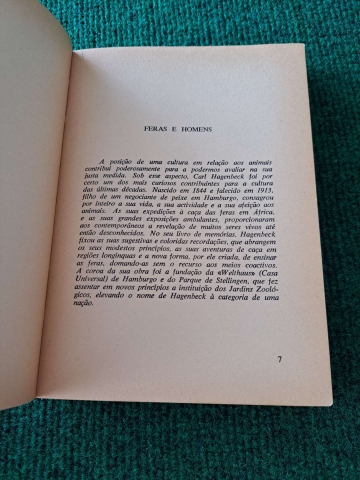 FERAS E HOMENS
A posição de uma cultura em relação aos animais
contribui poderosamente para a podermos avaliar na sua
justa medida. Sob esse aspecto, Carl Hagenbeck foi por
certo um dos mais curiosos contribuintes para a cultura
das últimas décadas. Nascido em 1844 e falecido em 1913,
filho de um negociante de peixe em Hamburgo, consagrou
por inteiro a sua vida, a sua actividade e a sua afeição aos
animais. As suas expedições à caça das feras em África,
e as suas grandes exposições ambulantes, proporcionaram
aos contemporâneos a revelação de muitos seres vivos até
então desconhecidos. No seu livro de memórias, Hagenbeck
fixou as suas sugestivas e coloridas recordações, que abrangem
os seus modestos princípios, as suas aventuras de caça em
regiões longínquas e a nova forma, por ele criada, de ensinar
as feras, domando-as sem o recurso aos meios coactivos.
A coroa da sua obra foi a fundação da «Welthaus» (Casa
Universal) de Hamburgo e do Parque de Stellingen, que fez
assentar em novos princípios a instituição dos Jardins Zooló-
gicos, elevando o nome de Hagenbeck à categoria de uma
nação.
7